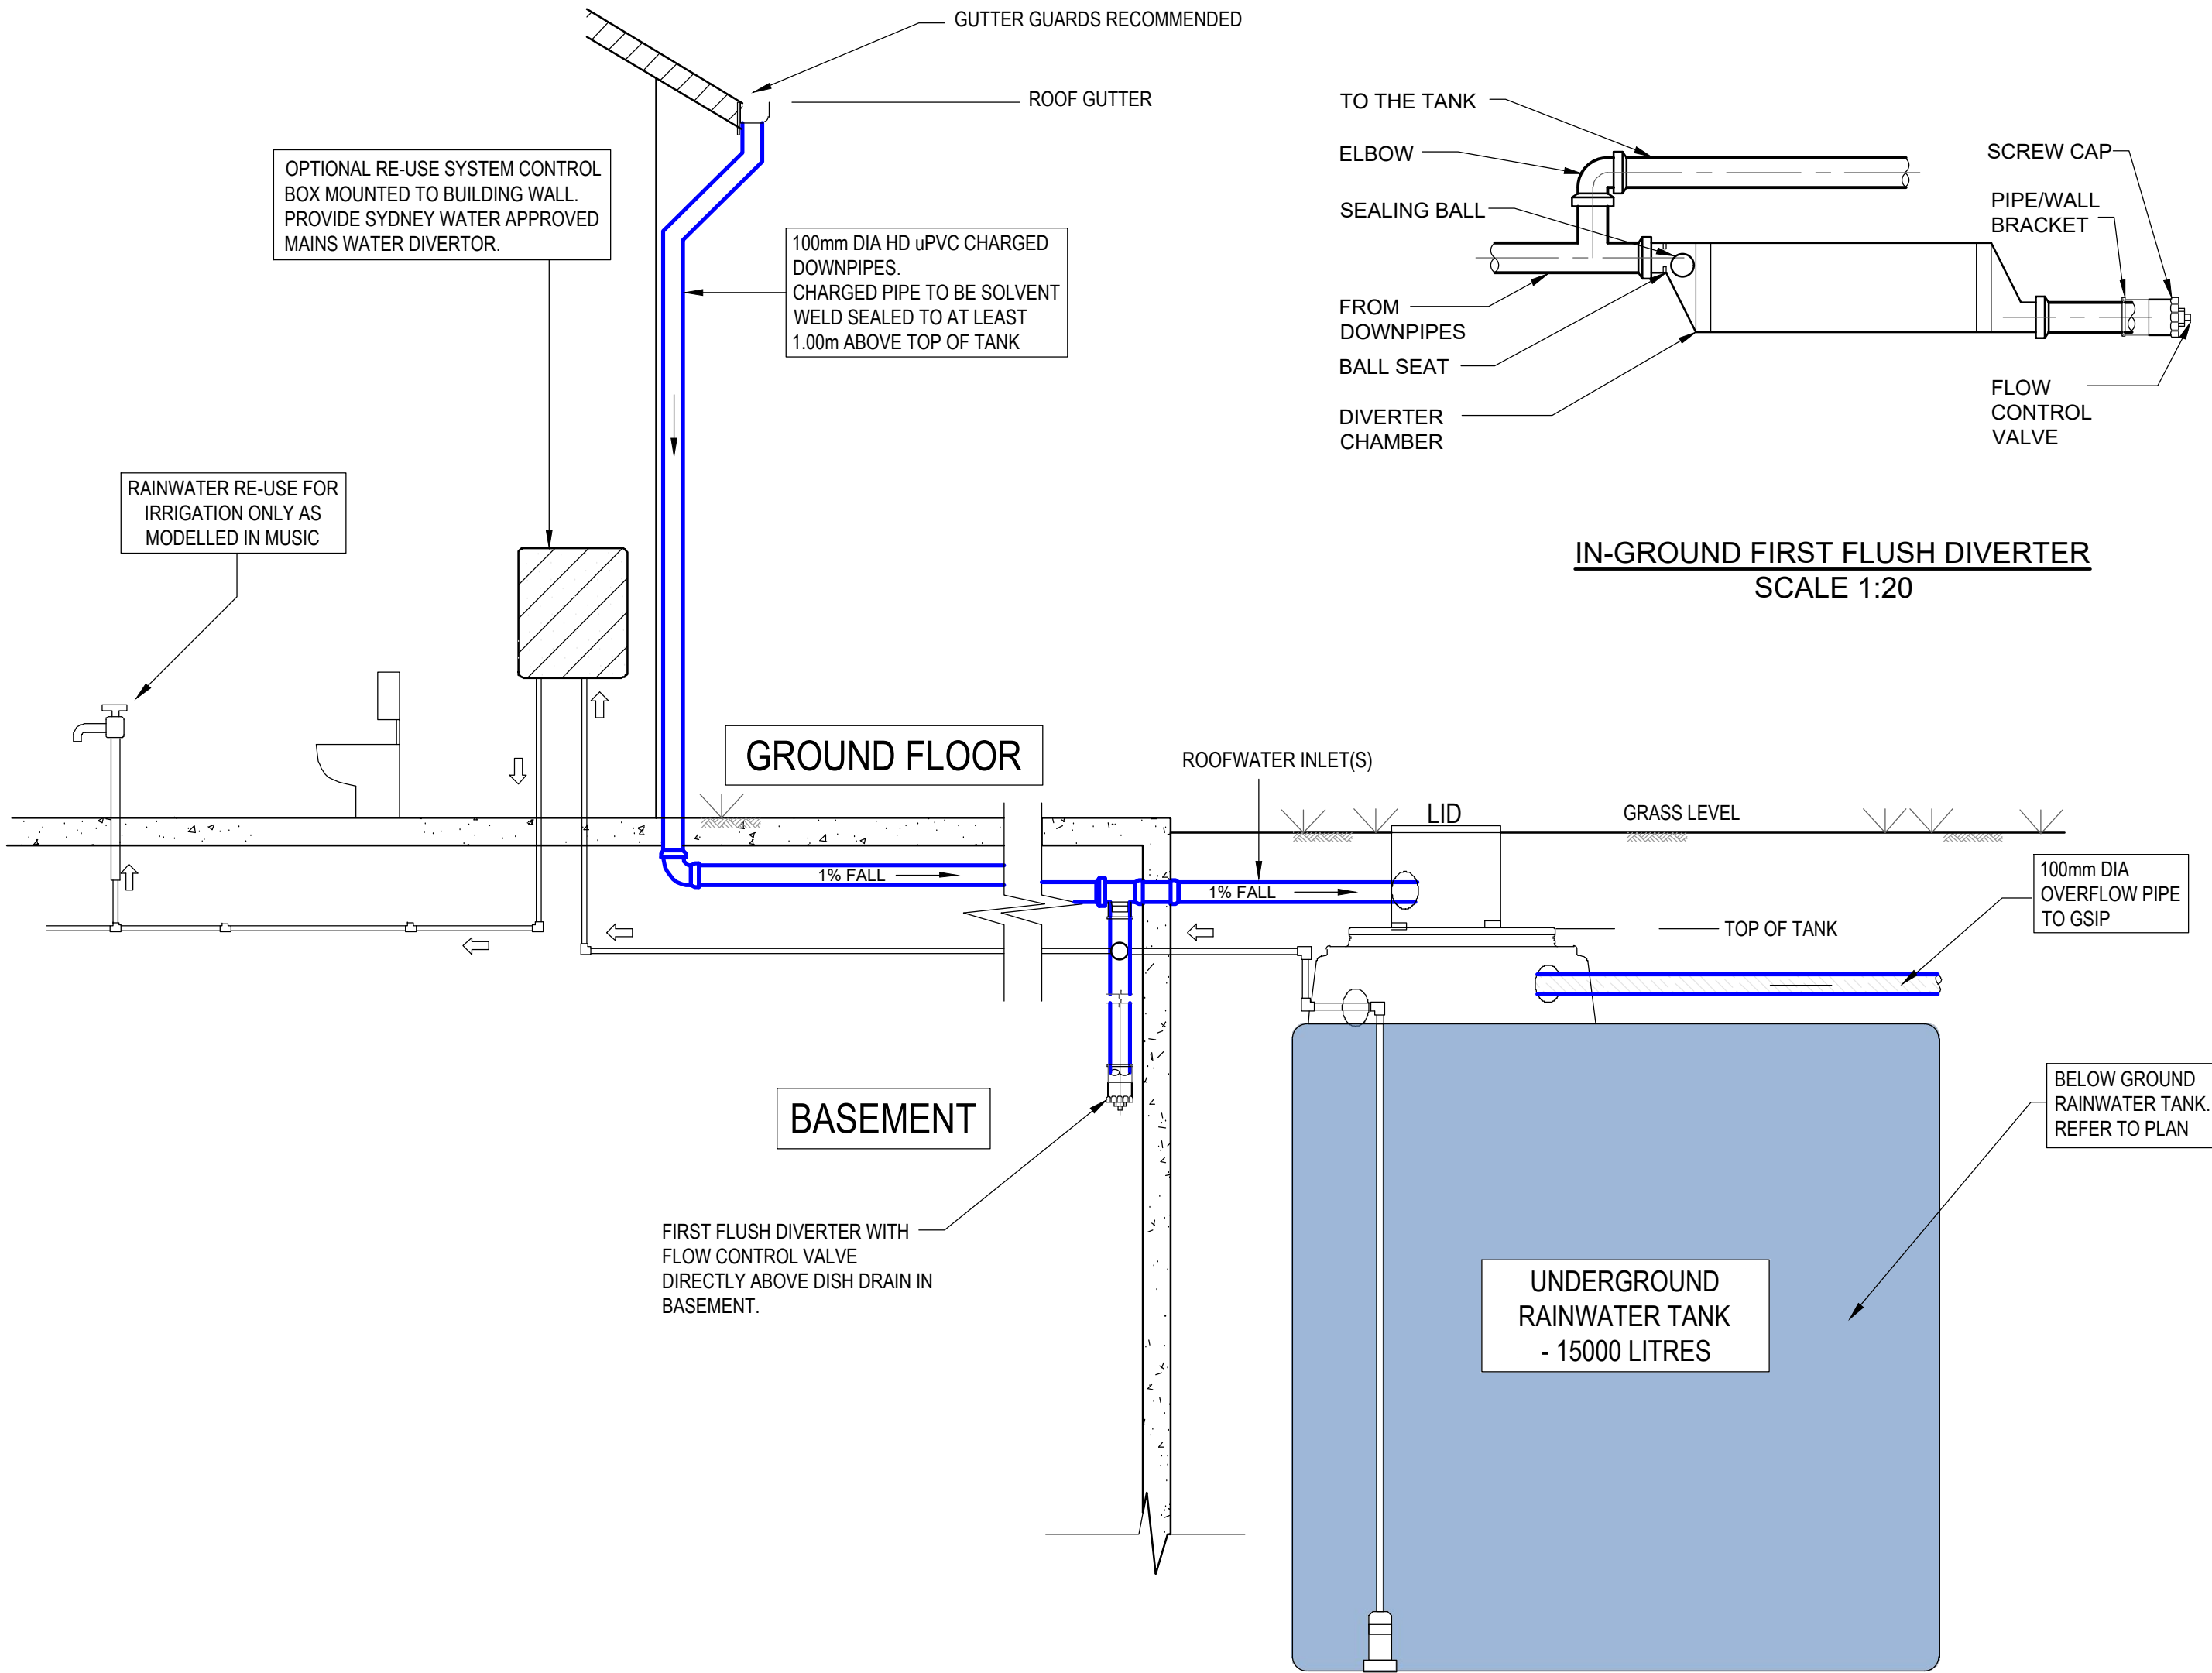 GUTTER GUARDS RECOMMENDED
ROOF GUTTER
OPTIONAL RE-USE SYSTEM CONTROL
BOX MOUNTED TO BUILDING WALL.
PROVIDE SYDNEY WATER APPROVED
MAINS WATER DIVERTOR.
100mm DIA HD uPVC CHARGED
DOWNPIPES.
CHARGED PIPE TO BE SOLVENT
WELD SEALED TO AT LEAST
1.00m ABOVE TOP OF TANK
RAINWATER RE-USE FOR
IRRIGATION ONLY AS
MODELLED IN MUSIC
TO THE TANK
ELBOW
SEALING BALL
FROM
DOWNPIPES
BALL SEAT
DIVERTER
CHAMBER
SCREW CAP
PIPE/WALL
BRACKET
FLOW
CONTROL
VALVE
IN-GROUND FIRST FLUSH DIVERTER
SCALE 1:20
GROUND FLOOR
ROOFWATER INLET(S)
LID
GRASS LEVEL
1% FALL
1% FALL
100mm DIA
OVERFLOW PIPE
TO GSIP
TOP OF TANK
BASEMENT
BELOW GROUND
RAINWATER TANK.
REFER TO PLAN
FIRST FLUSH DIVERTER WITH
FLOW CONTROL VALVE
DIRECTLY ABOVE DISH DRAIN IN
BASEMENT.
UNDERGROUND
RAINWATER TANK
- 15000 LITRES